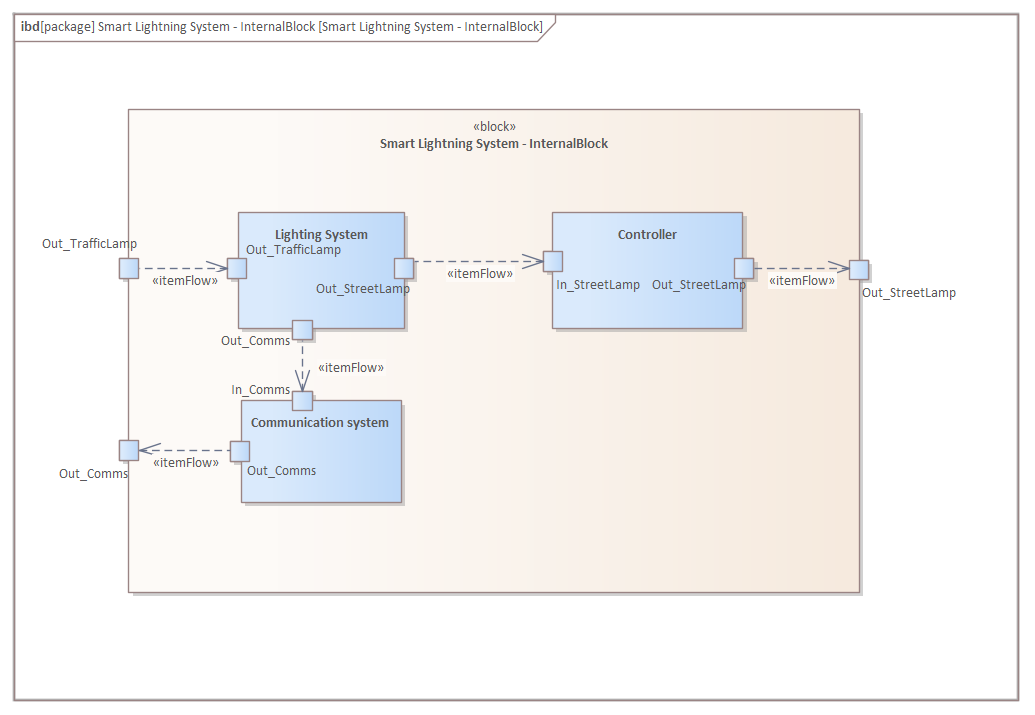 ibd[package] Smart Lightning System - InternalBlock [Smart Lightning System - InternalBlock]
«block»
Smart Lightning System - InternalBlock
Lighting System
Controller
Out_TrafficLamp
Out_TrafficLamp
«itemFlow»
«itemFlow»
«itemFlow»
Out_StreetLamp
In_StreetLamp
Out_StreetLamp
Out_StreetLamp
Out_Comms
«itemFlow»
In_Comms
Communication system
«itemFlow»
Out_Comms
Out_Comms